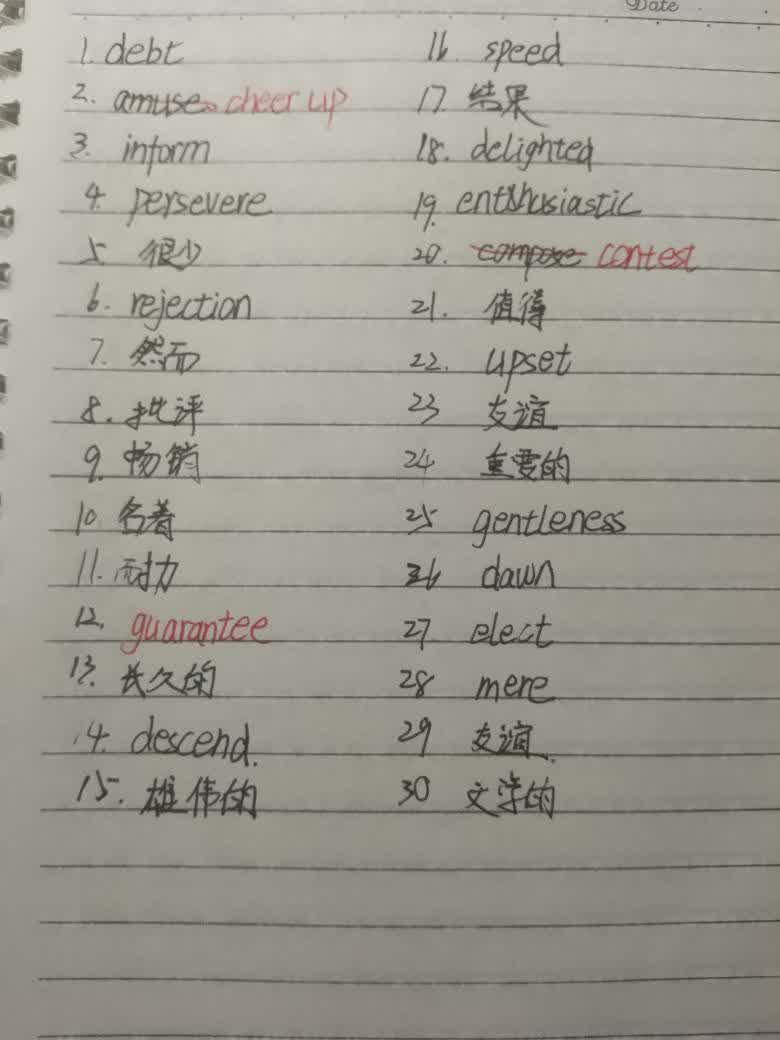 Date
1. debt
2. amuse. cheer up
3. inform
4. persevere
5. 很少
6. rejection
7. 然而
8. 批评
9. 畅销
10. 名著
11. 耐力
12. guarantee
13. 长久的
14. descend.
15. 雄伟的
16. speed
17. 结果
18. delighted
19. enthusiastic
20. compose contest
21. 值得
22. upset
23 友谊
24 重要的
25 gentleness
26 dawn
27 elect
28 mere
29 友谊.
30 文学的